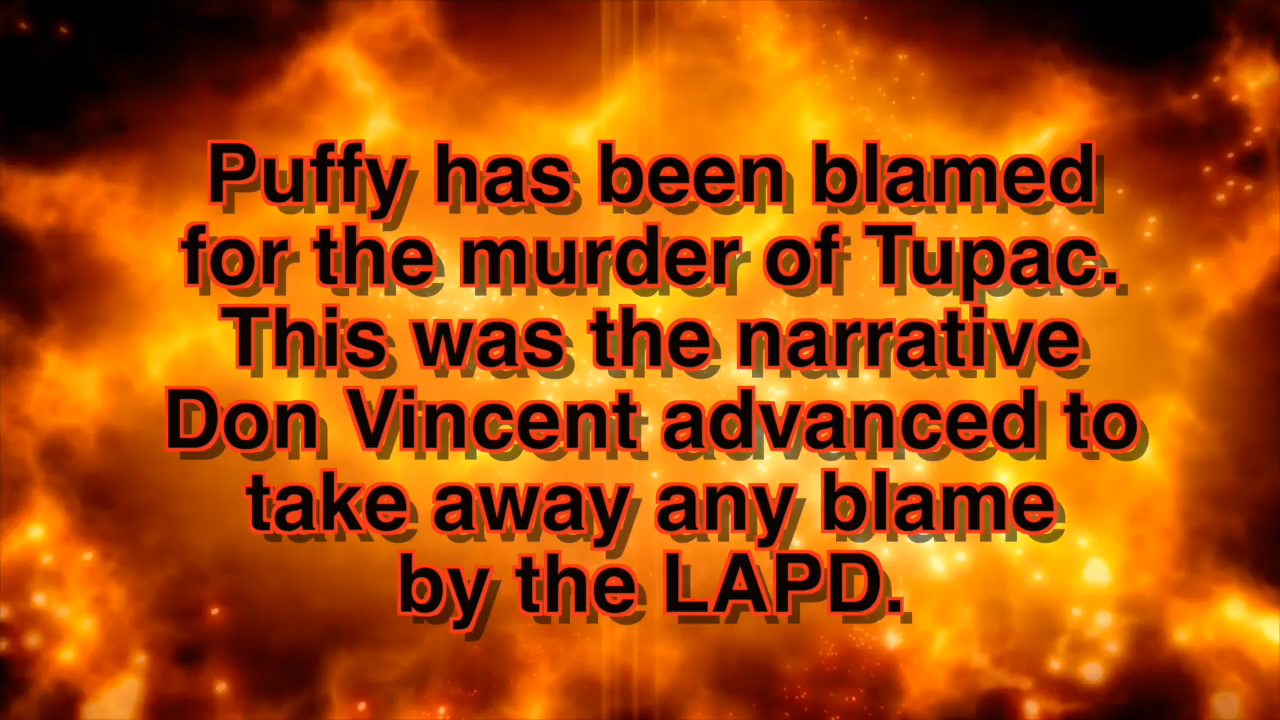 Puffy has been blamed
for the murder of Tupac.
This was the narrative
Don Vincent advanced to
take away any blame
by the LAPD.